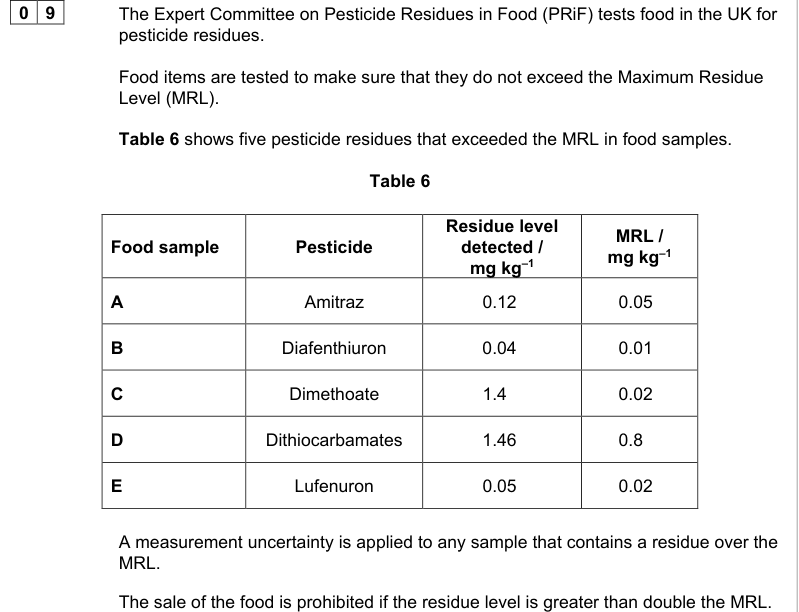 0 9
The Expert Committee on Pesticide Residues in Food (PRiF) tests food in the UK for
pesticide residues.
Food items are tested to make sure that they do not exceed the Maximum Residue
Level (MRL).
Table 6 shows five pesticide residues that exceeded the MRL in food samples.
Table 6
Food sample Pesticide Residue level detected / mg kg⁻¹ MRL / mg kg⁻¹
A Amitraz 0.12 0.05
B Diafenthiuron 0.04 0.01
C Dimethoate 1.4 0.02
D Dithiocarbamates 1.46 0.8
E Lufenuron 0.05 0.02
A measurement uncertainty is applied to any sample that contains a residue over the
MRL.
The sale of the food is prohibited if the residue level is greater than double the MRL.